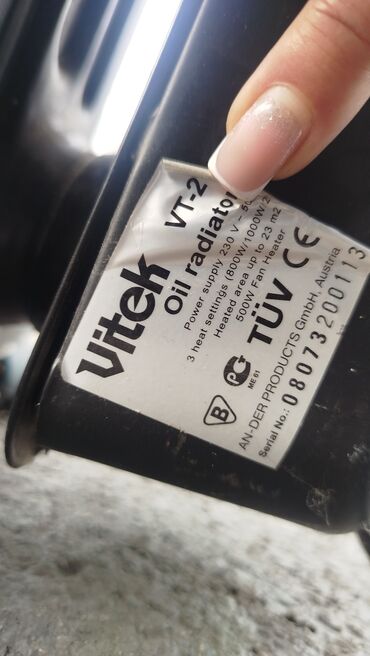 Vitek VT-2
Oil radiator
Power supply 230 V ~ 50
3 heat settings (800W/1000W/2
Heated area up to 23 m2
500W Fan Heater
TÜV CE
B PG
ME 61
AN-DER PRODUCTS GmbH, Austria
Serial No.: 08073200113